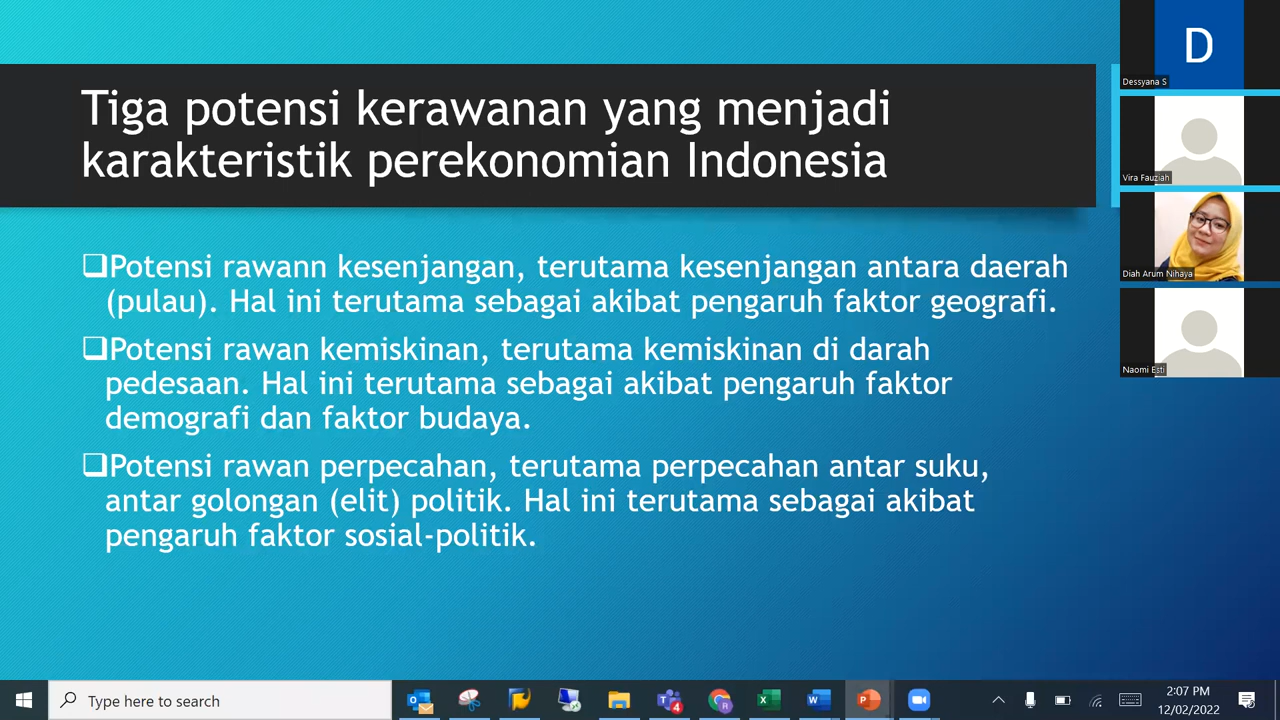 Tiga potensi kerawanan yang menjadi
karakteristik perekonomian Indonesia
❑Potensi rawann kesenjangan, terutama kesenjangan antara daerah
(pulau). Hal ini terutama sebagai akibat pengaruh faktor geografi.
❑Potensi rawan kemiskinan, terutama kemiskinan di darah
pedesaan. Hal ini terutama sebagai akibat pengaruh faktor
demografi dan faktor budaya.
❑Potensi rawan perpecahan, terutama perpecahan antar suku,
antar golongan (elit) politik. Hal ini terutama sebagai akibat
pengaruh faktor sosial-politik.
D
Dessyana S
Vira Fauziah
Diah Arum Nihaya
Naomi Esti
Type here to search
4
R
2:07 PM
12/02/2022